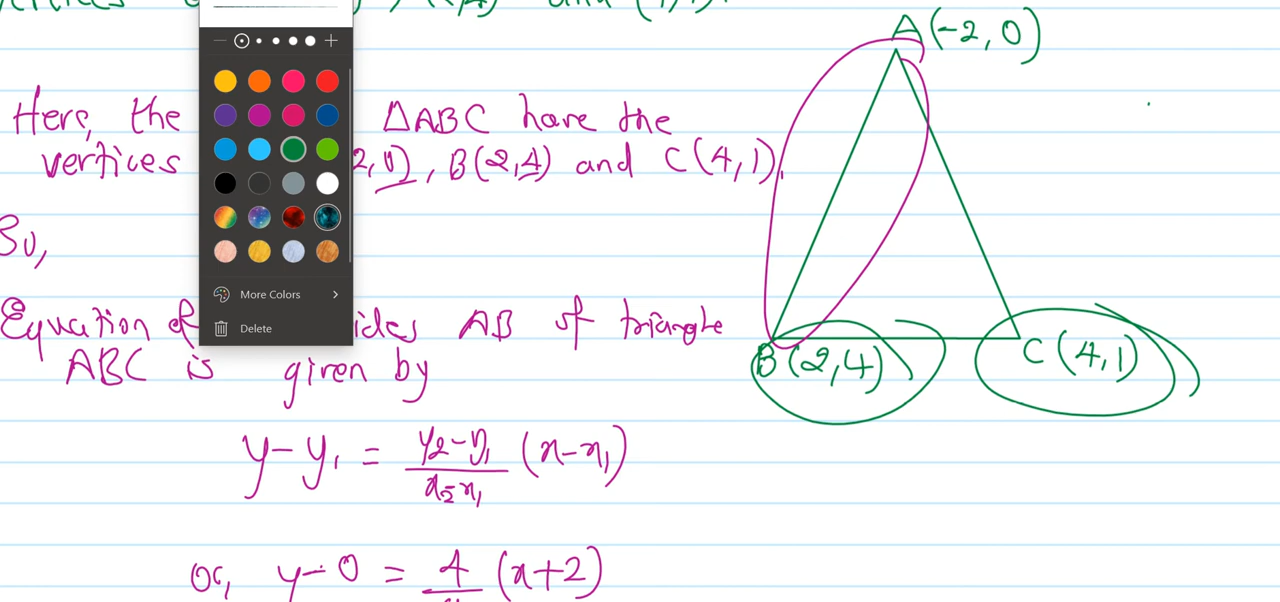 Here, the ΔABC have the
vertices 2,0), B(2,4) and C(4,1),
So,
Equation of sides AB of triangle
ABC is given by
y-y₁ = y₂-y₁/x₂-x₁ (x-x₁)
or, y-0 = 4 (x+2)
A(-2,0)
B(2,4)
C(4,1)
More Colors
Delete